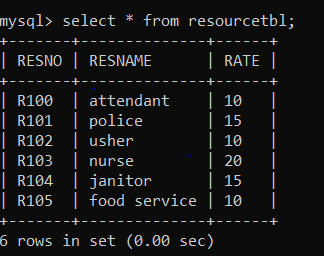 mysql> select * from resourcetbl;
+-------+--------------+------+
| RESNO | RESNAME      | RATE |
+-------+--------------+------+
| R100  | attendant    | 10   |
| R101  | police       | 15   |
| R102  | usher        | 10   |
| R103  | nurse        | 20   |
| R104  | janitor      | 15   |
| R105  | food service | 10   |
+-------+--------------+------+
6 rows in set (0.00 sec)